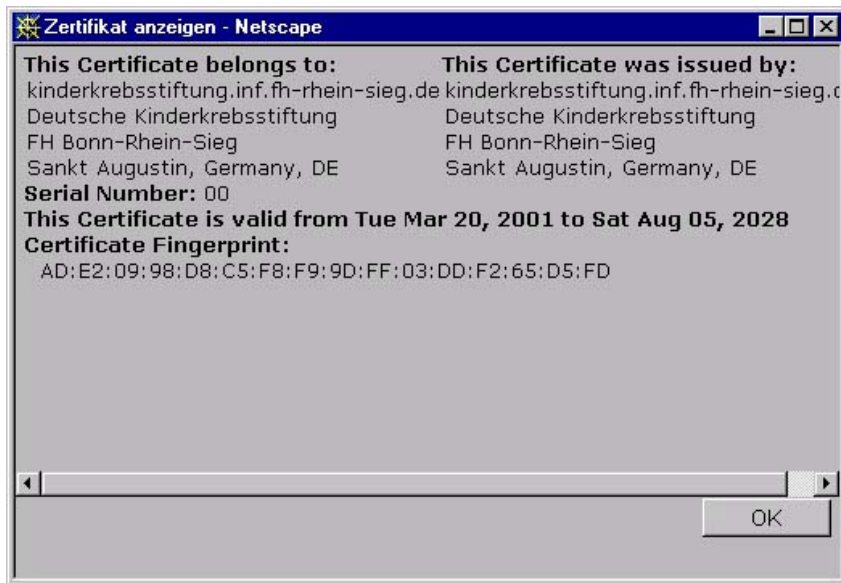 Zertifikat anzeigen - Netscape
This Certificate belongs to: This Certificate was issued by:
kinderkrebsstiftung.inf.fh-rhein-sieg.de kinderkrebsstiftung.inf.fh-rhein-sieg.
Deutsche Kinderkrebsstiftung Deutsche Kinderkrebsstiftung
FH Bonn-Rhein-Sieg FH Bonn-Rhein-Sieg
Sankt Augustin, Germany, DE Sankt Augustin, Germany, DE
Serial Number: 00
This Certificate is valid from Tue Mar 20, 2001 to Sat Aug 05, 2028
Certificate Fingerprint:
AD:E2:09:98:D8:C5:F8:F9:9D:FF:03:DD:F2:65:D5:FD
OK